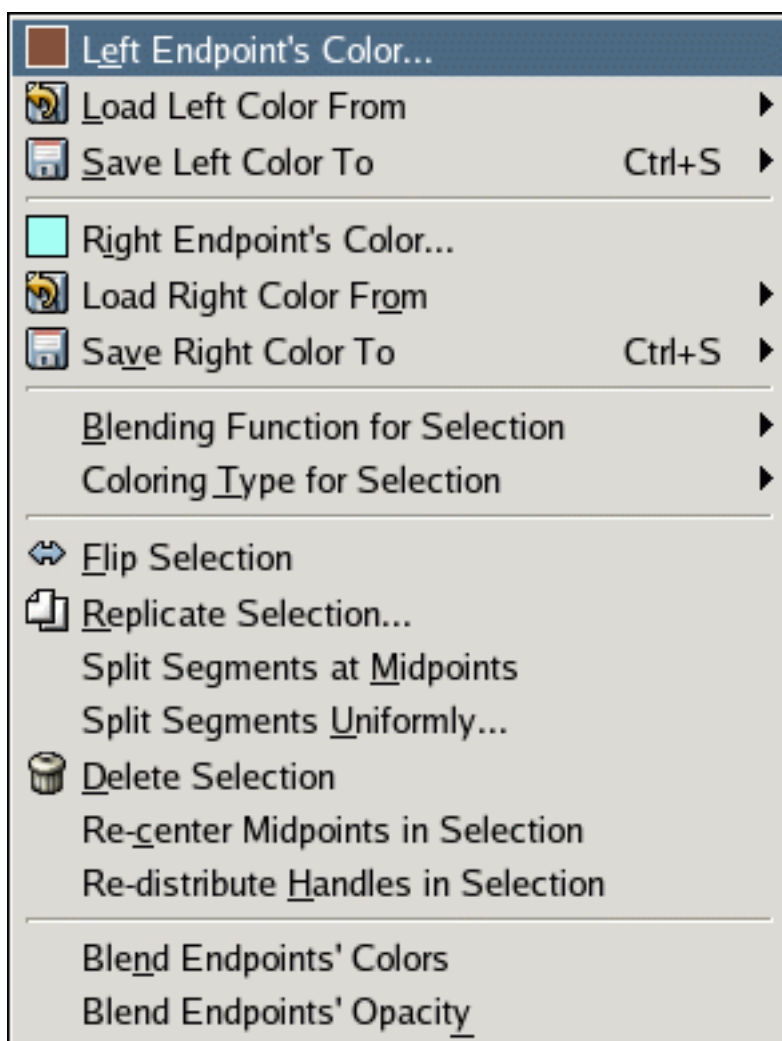 Left Endpoint's Color...
Load Left Color From
Save Left Color To Ctrl+S
Right Endpoint's Color...
Load Right Color From
Save Right Color To Ctrl+S
Blending Function for Selection
Coloring Type for Selection
Flip Selection
Replicate Selection...
Split Segments at Midpoints
Split Segments Uniformly...
Delete Selection
Re-center Midpoints in Selection
Re-distribute Handles in Selection
Blend Endpoints' Colors
Blend Endpoints' Opacity